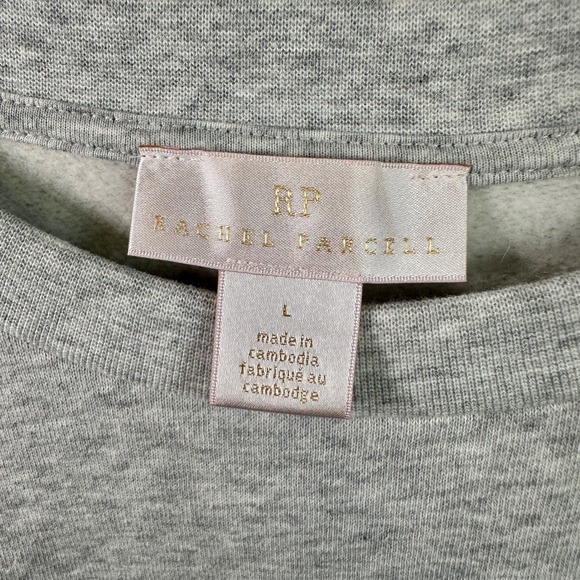 RP
RACHEL PARCELL
L
made in
cambodia
fabriqué au
cambodge